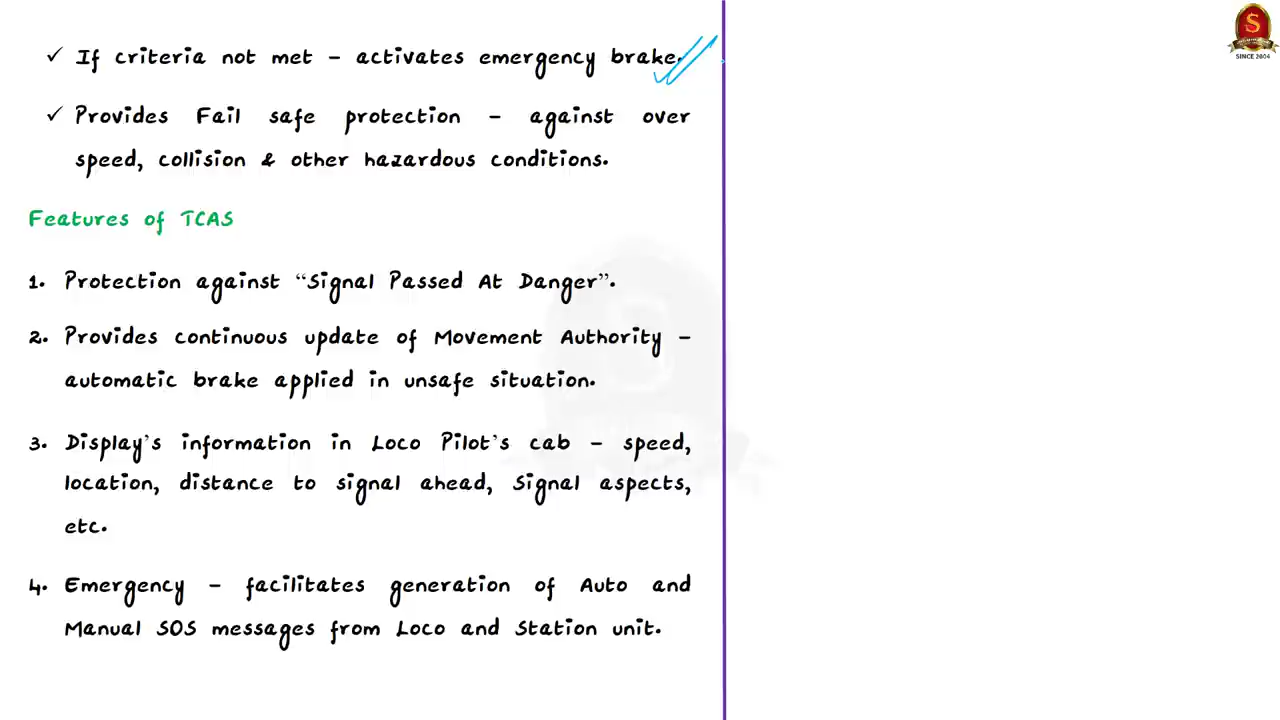 ✓ If criteria not met – activates emergency brake.
✓ Provides Fail safe protection – against over
speed, collision & other hazardous conditions.
Features of TCAS
1. Protection against “Signal Passed At Danger”.
2. Provides continuous update of Movement Authority –
automatic brake applied in unsafe situation.
3. Display's information in Loco Pilot's cab – speed,
location, distance to signal ahead, Signal aspects,
etc.
4. Emergency – facilitates generation of Auto and
Manual SOS messages from Loco and Station unit.
S
SINCE 2004